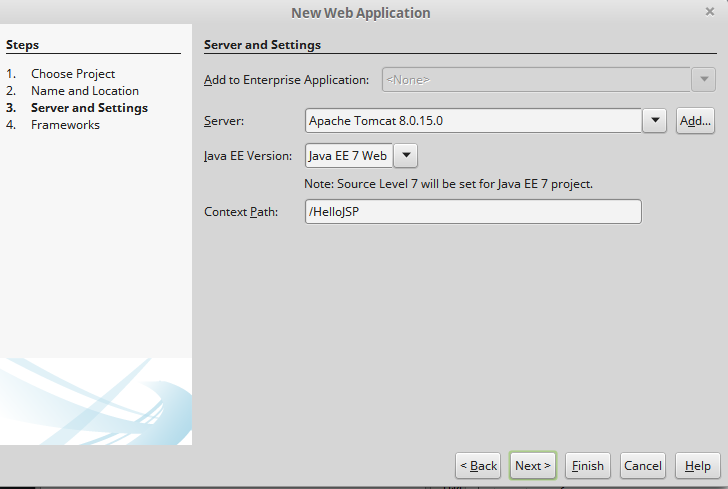 New Web Application
Steps
1. Choose Project
2. Name and Location
3. Server and Settings
4. Frameworks
Server and Settings
Add to Enterprise Application: <None>
Server: Apache Tomcat 8.0.15.0 Add...
Java EE Version: Java EE 7 Web
Note: Source Level 7 will be set for Java EE 7 project.
Context Path: /HelloJSP
< Back Next > Finish Cancel Help